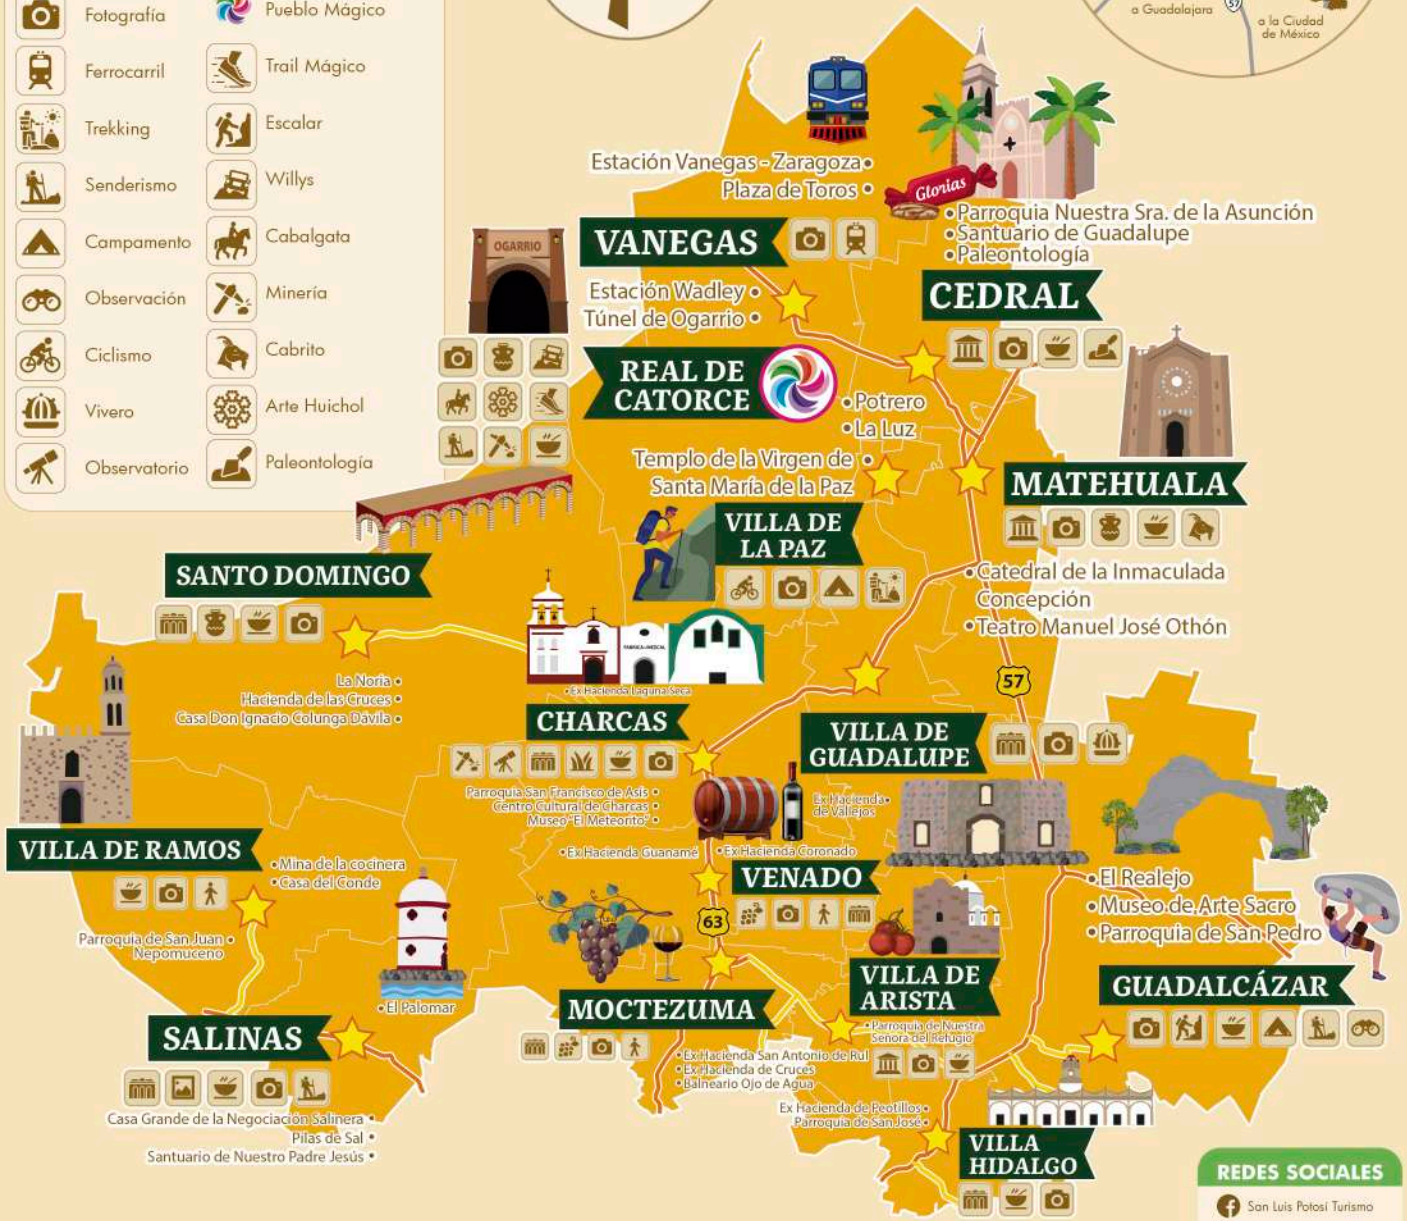 Fotografía
Pueblo Mágico
Ferrocarril
Trail Mágico
Trekking
Escalar
Senderismo
Willys
Campamento
Cabalgata
Observación
Minería
Ciclismo
Cabrito
Vivero
Arte Huichol
Observatorio
Paleontología
a Guadalajara
57
a la Ciudad
de México
Estación Vanegas - Zaragoza•
Plaza de Toros •
VANEGAS
Glorias
•Parroquia Nuestra Sra. de la Asunción
•Santuario de Guadalupe
•Paleontología
CEDRAL
OGARRIO
Estación Wadley •
Túnel de Ogarrio •
REAL DE
CATORCE
•Potrero
•La Luz
Templo de la Virgen de •
Santa María de la Paz
VILLA DE
LA PAZ
MATEHUALA
•Catedral de la Inmaculada
Concepción
•Teatro Manuel José Othón
57
SANTO DOMINGO
La Noria •
Hacienda de las Cruces •
Casa Don Ignacio Colunga Dávila •
FABRICA DE MEZCAL
•Ex Hacienda Laguna Seca
CHARCAS
Parroquia San Francisco de Asís •
Centro Cultural de Charcas •
Museo "El Meteorito" •
VILLA DE
GUADALUPE
Ex Hacienda•
de Vallejos
•Ex Hacienda Guanamé
•Ex Hacienda Coronado
VENADO
63
VILLA DE RAMOS
•Mina de la cocinera
•Casa del Conde
Parroquia de San Juan •
Nepomuceno
•El Palomar
SALINAS
Casa Grande de la Negociación Salinera •
Pilas de Sal •
Santuario de Nuestro Padre Jesús •
MOCTEZUMA
•Ex Hacienda San Antonio de Rul
•Ex Hacienda de Cruces
•Balneario Ojo de Agua
VILLA DE
ARISTA
•Parroquia de Nuestra
Señora del Refugio
•El Realejo
•Museo de Arte Sacro
•Parroquia de San Pedro
GUADALCÁZAR
Ex Hacienda de Peotillos•
Parroquia de San José•
VILLA
HIDALGO
REDES SOCIALES
San Luis Potosí Turismo